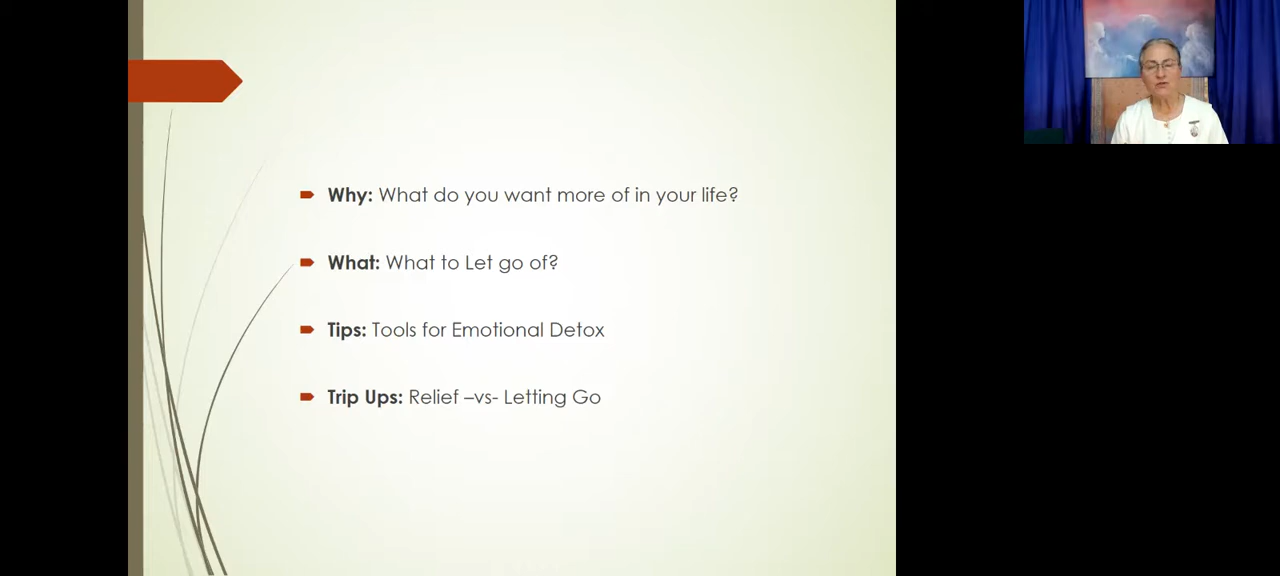 Why: What do you want more of in your life?
What: What to Let go of?
Tips: Tools for Emotional Detox
Trip Ups: Relief –vs- Letting Go